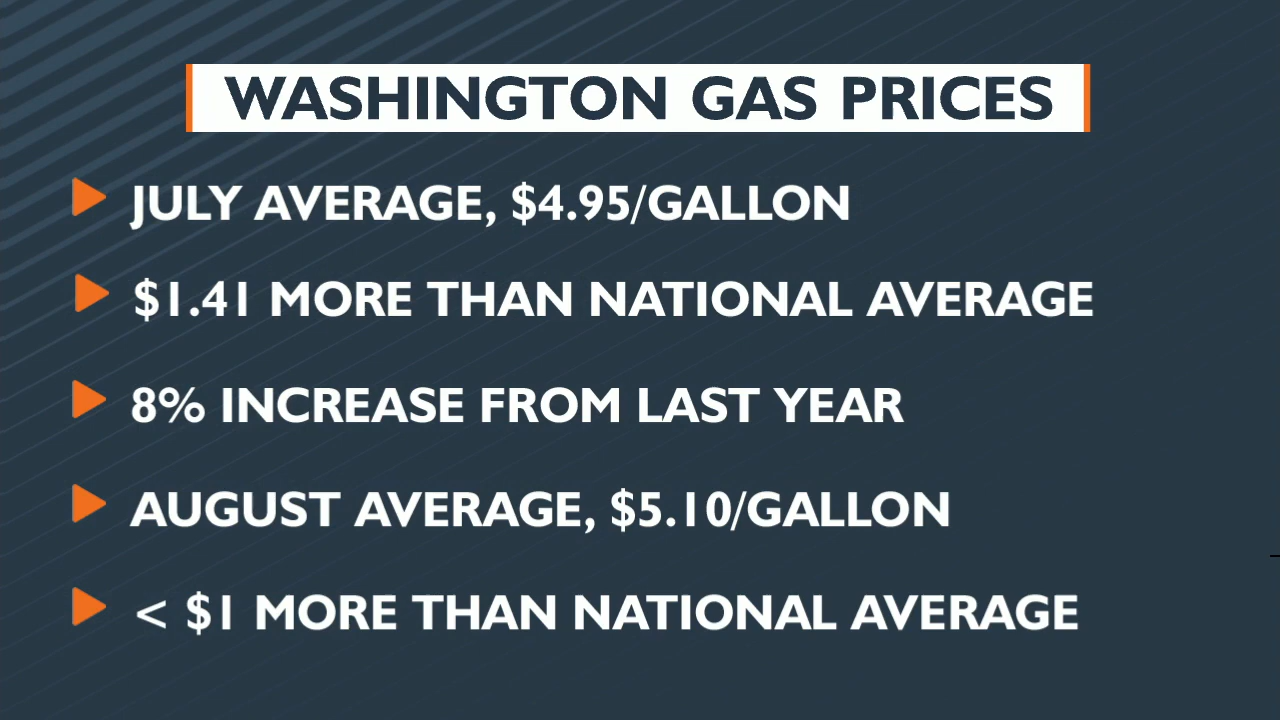 WASHINGTON GAS PRICES
JULY AVERAGE, $4.95/GALLON
$1.41 MORE THAN NATIONAL AVERAGE
8% INCREASE FROM LAST YEAR
AUGUST AVERAGE, $5.10/GALLON
< $1 MORE THAN NATIONAL AVERAGE